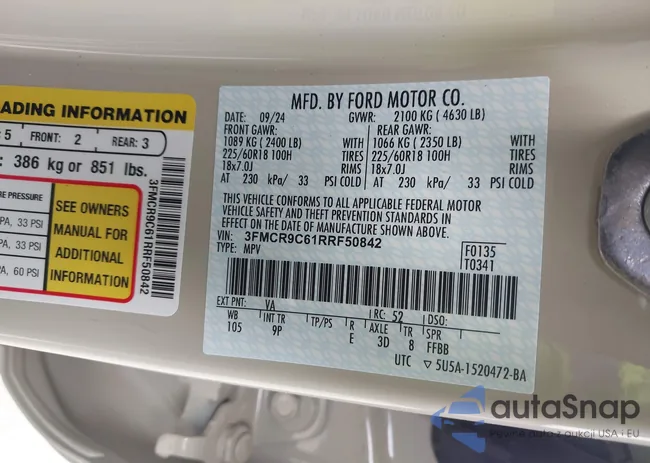 ADING INFORMATION
5 FRONT: 2 REAR: 3
386 kg or 851 lbs.
E PRESSURE
PA, 33 PSI
PA, 33 PSI
PA, 60 PSI
SEE OWNERS
MANUAL FOR
ADDITIONAL
INFORMATION
3FMCR9C61RRF50842
MFD. BY FORD MOTOR CO.
DATE: 09/24 GVWR: 2100 KG ( 4630 LB)
FRONT GAWR: REAR GAWR:
1089 KG ( 2400 LB) WITH 1066 KG ( 2350 LB) WITH
225/60R18 100H TIRES 225/60R18 100H TIRES
18x7.0J RIMS 18x7.0J RIMS
AT 230 kPa/ 33 PSI COLD AT 230 kPa/ 33 PSI COLD
THIS VEHICLE CONFORMS TO ALL APPLICABLE FEDERAL MOTOR
VEHICLE SAFETY AND THEFT PREVENTION STANDARDS IN
EFFECT ON THE DATE OF MANUFACTURE SHOWN ABOVE.
VIN: 3FMCR9C61RRF50842 F0135
TYPE: MPV T0341
EXT PNT: VA RC: 52 DSO:
WB INT TR TP/PS R AXLE TR SPR
105 9P E 3D 8 FFBB
UTC ▽ 5U5A-1520472-BA
autoSnap
auto z aukcji USA i EU